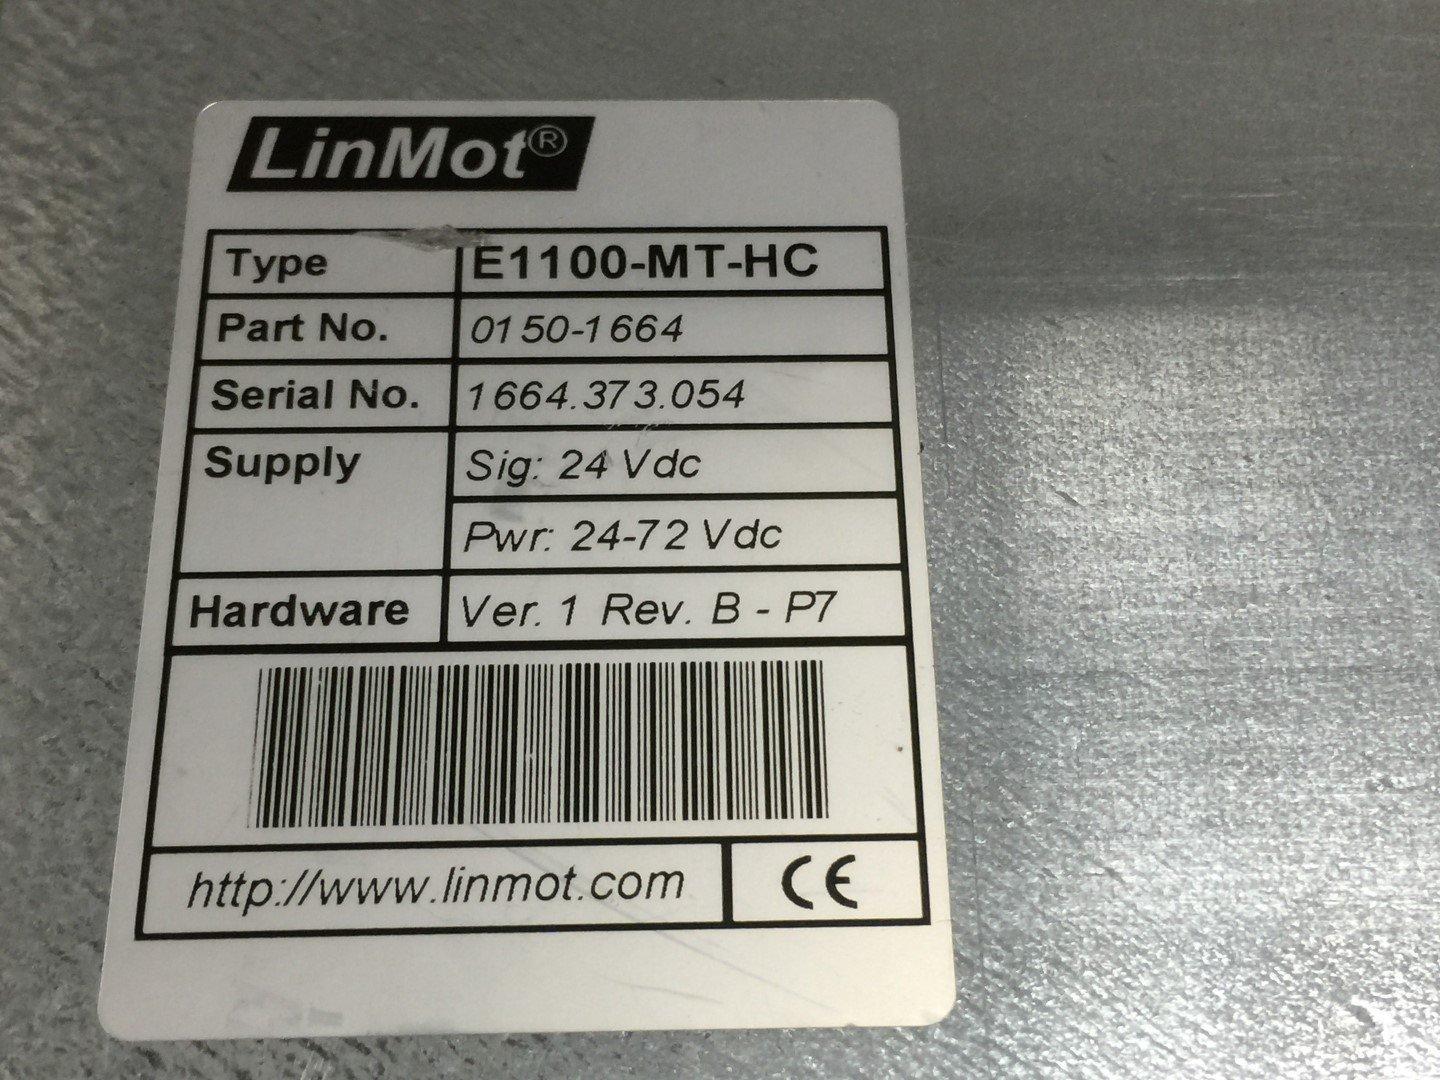 LinMot®
Type E1100-MT-HC
Part No. 0150-1664
Serial No. 1664.373.054
Supply Sig: 24 Vdc
Pwr: 24-72 Vdc
Hardware Ver. 1 Rev. B - P7
http://www.linmot.com CE